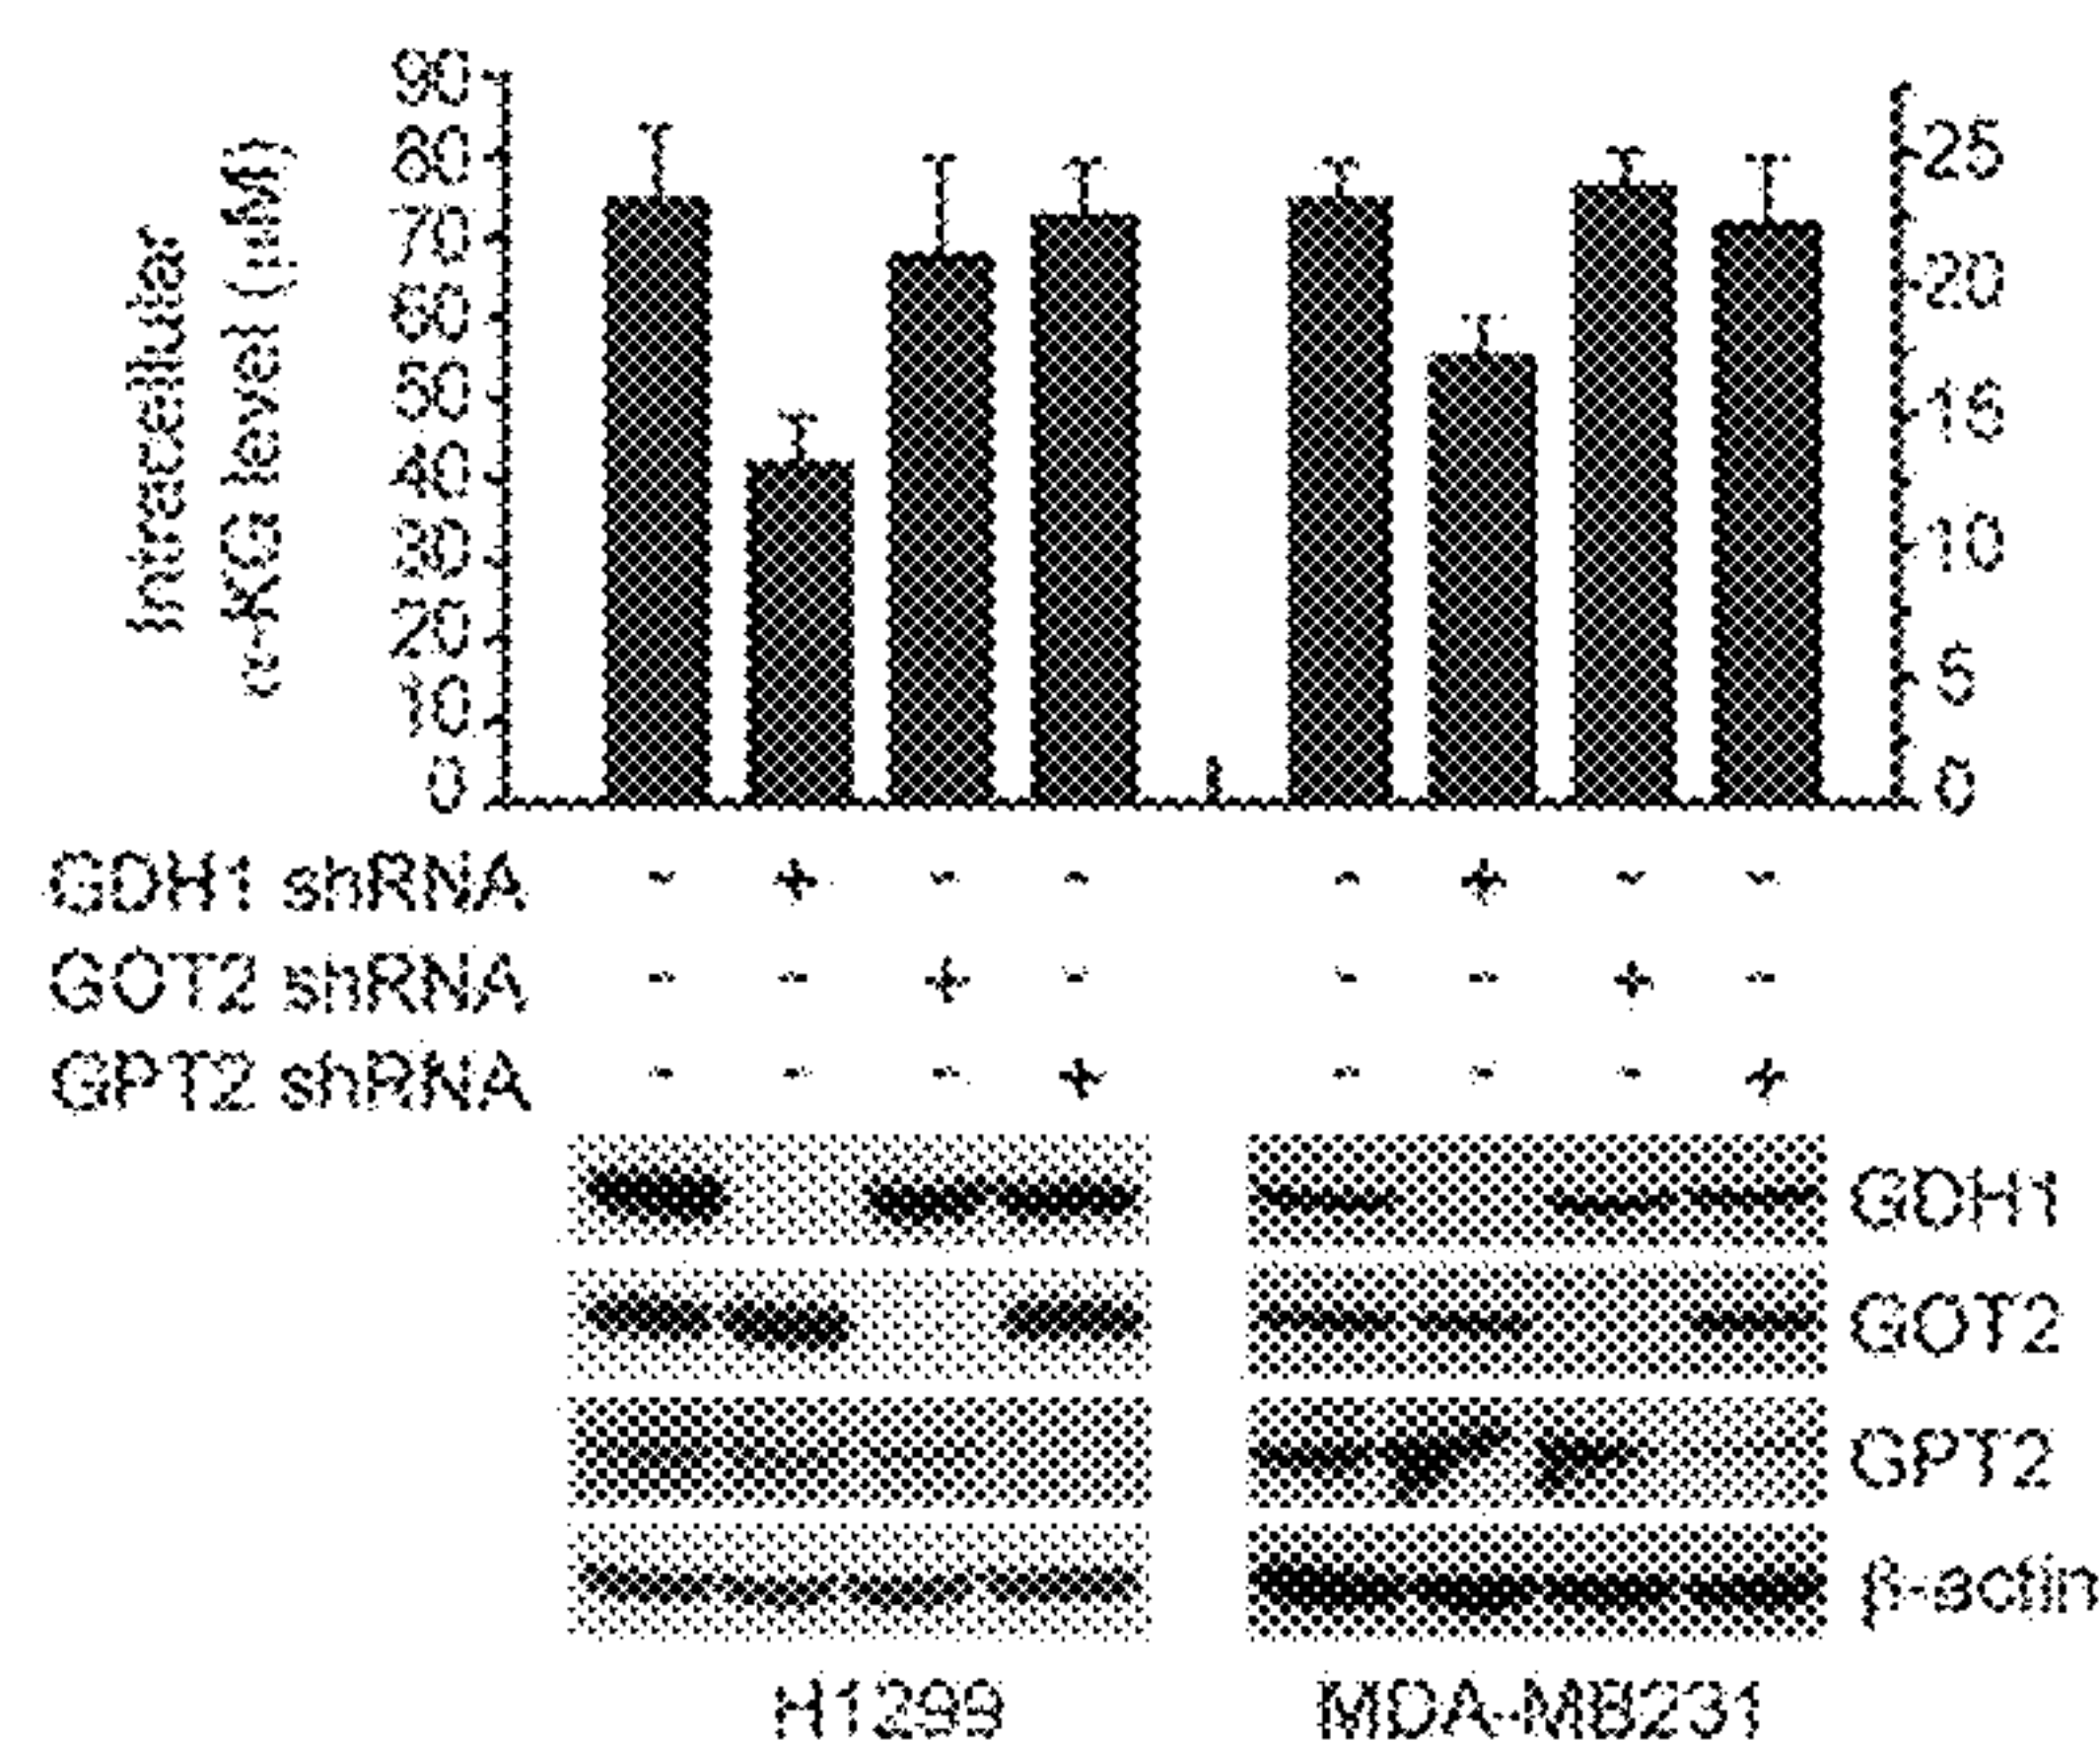 Intracellular
α-KG level (μM)
90
80
70
60
50
40
30
20
10
0
25
20
15
10
5
0
GDH1 shRNA - + - - - + - -
GOT2 shRNA - - + - - - + -
GPT2 shRNA - - - + - - - +
GDH1
GOT2
GPT2
β-actin
H1299 MDA-MB231